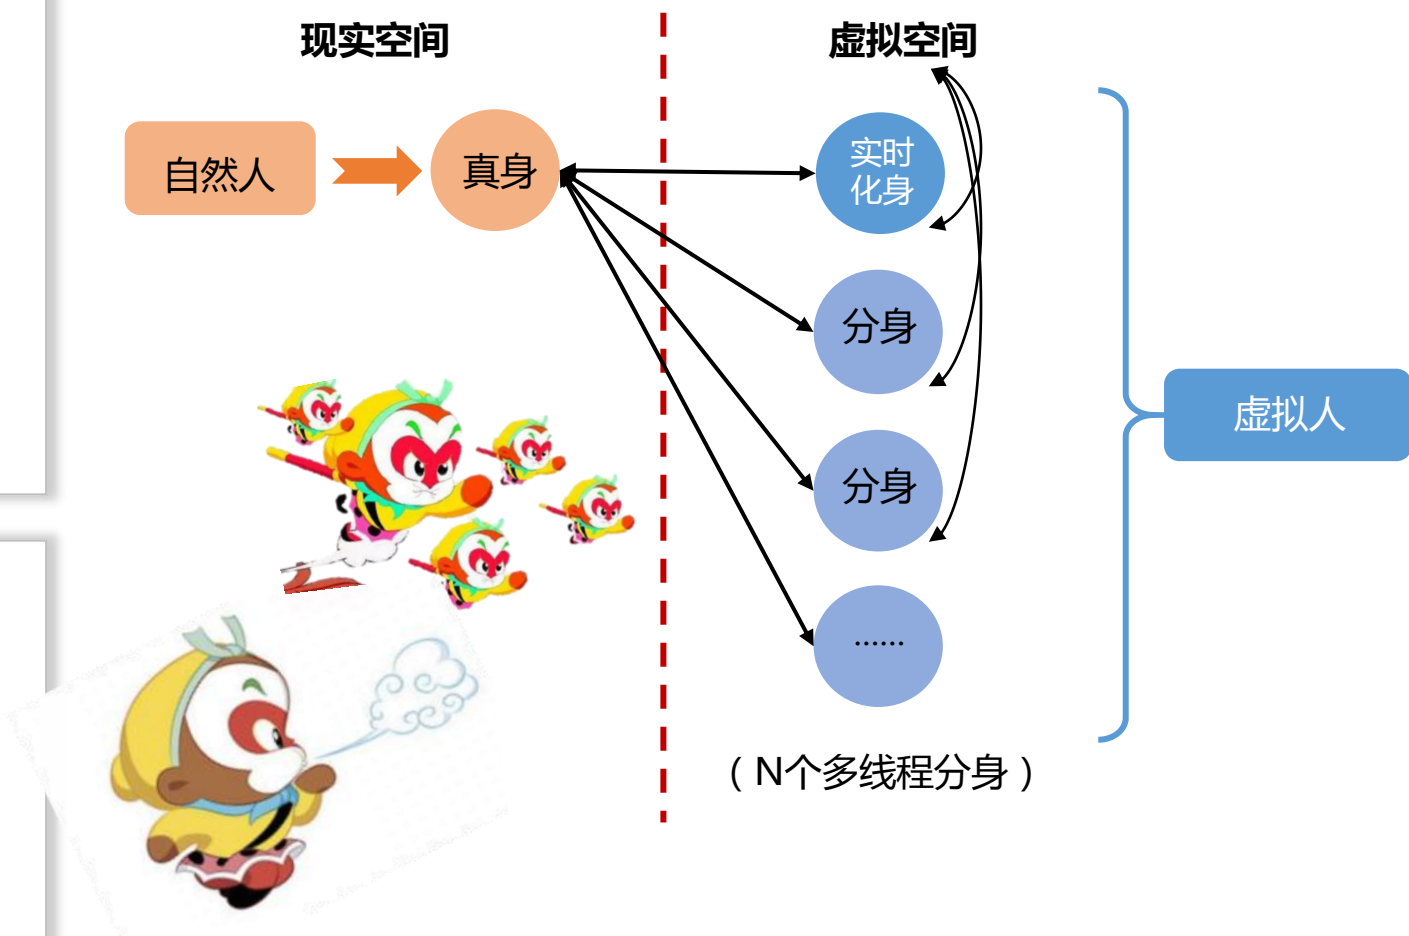 现实空间
虚拟空间
自然人
真身
实时
化身
分身
分身
……
虚拟人
（N个多线程分身）